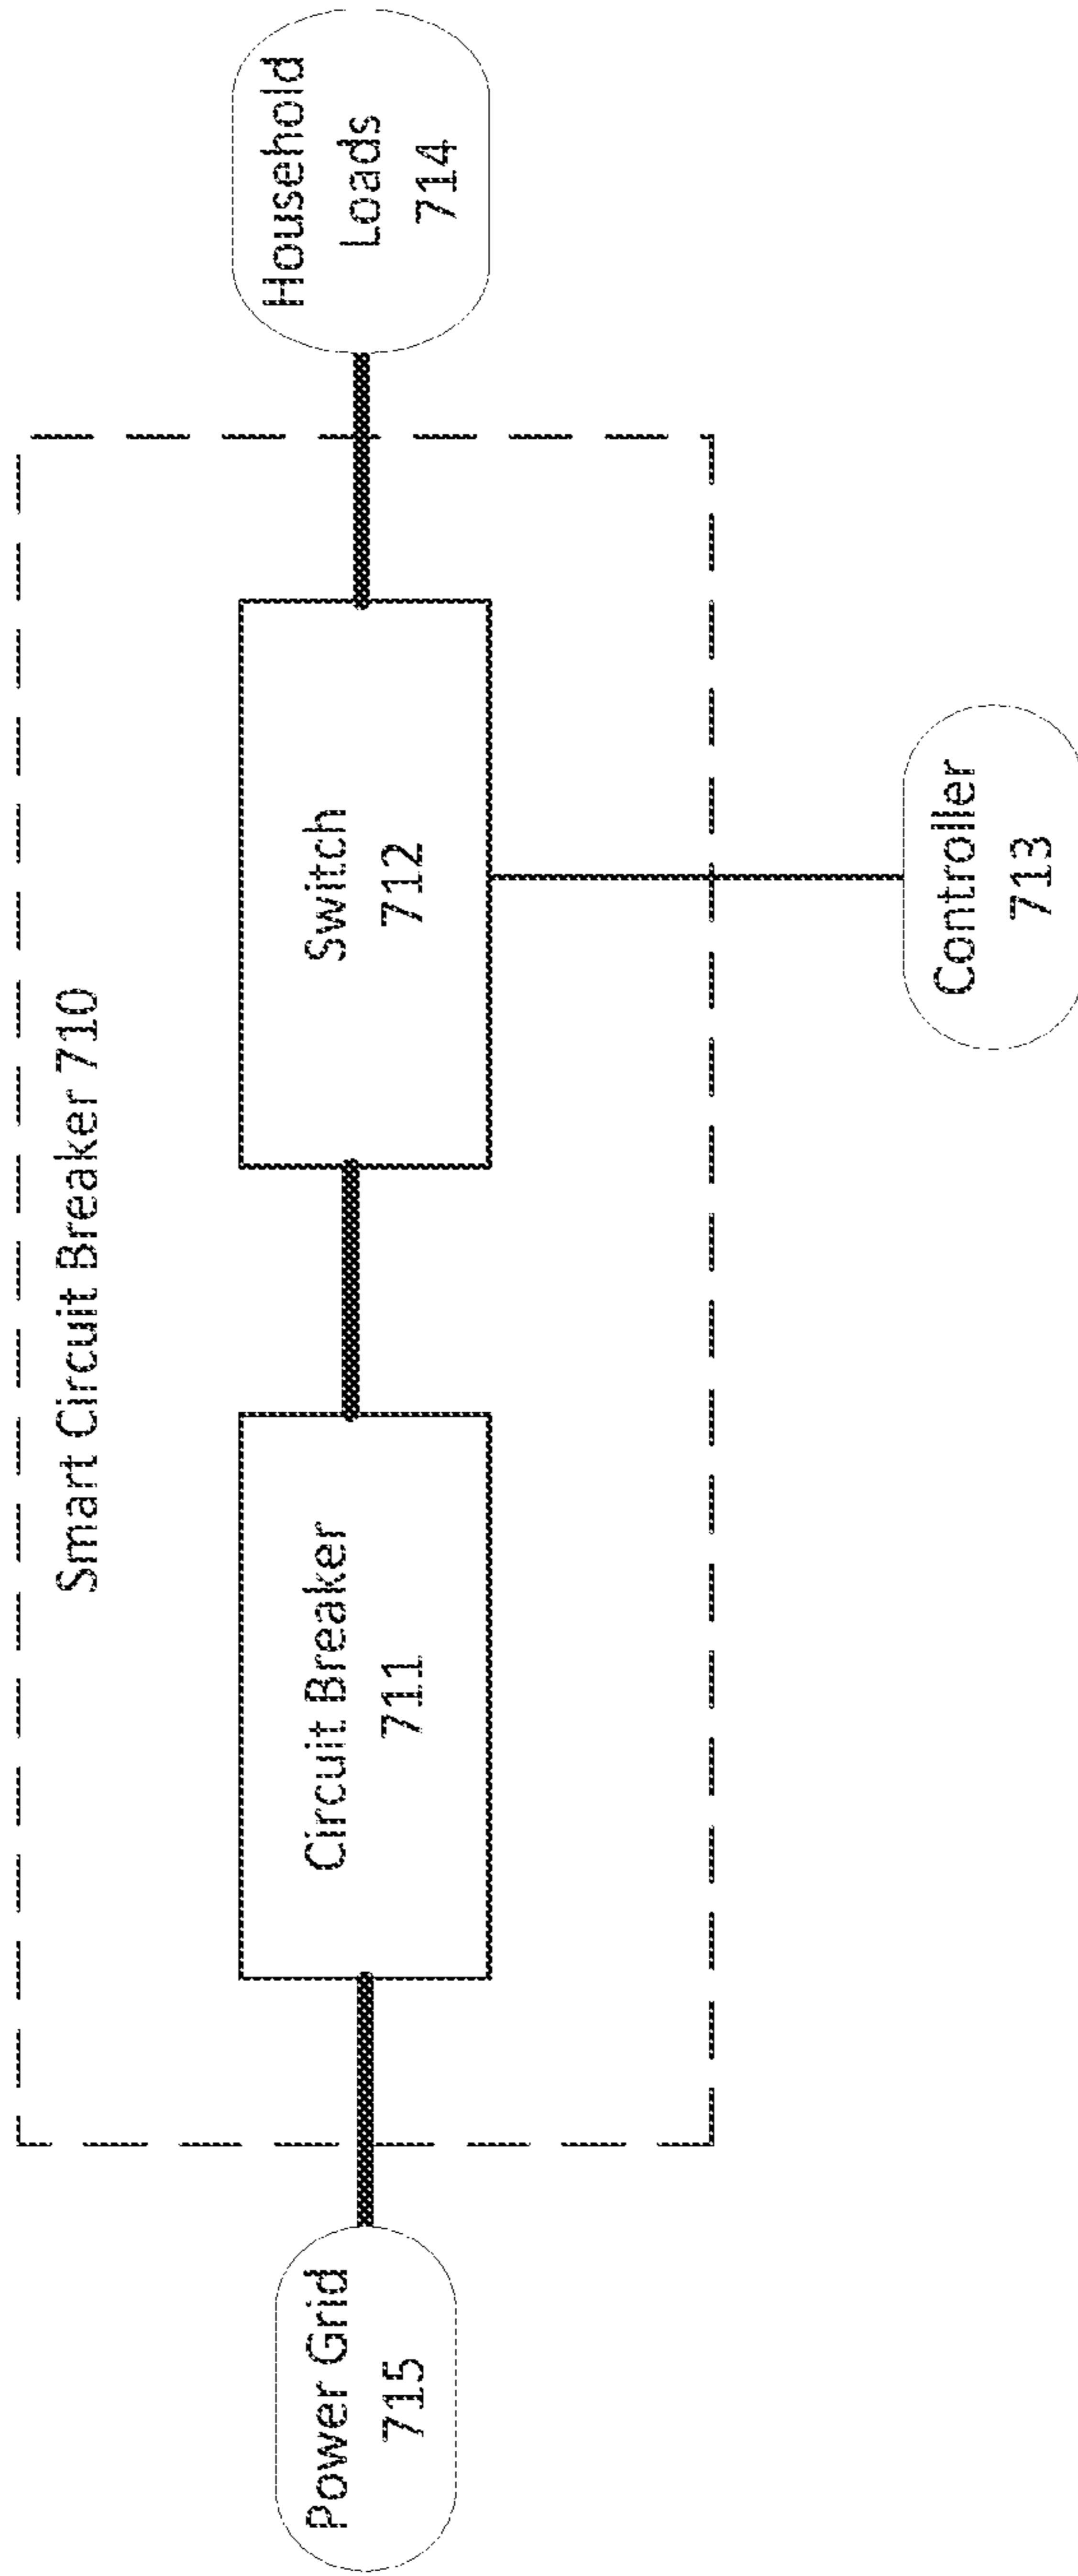 Smart Circuit Breaker 710
Power Grid
715
Circuit Breaker
711
Switch
712
Household
Loads
714
Controller
713